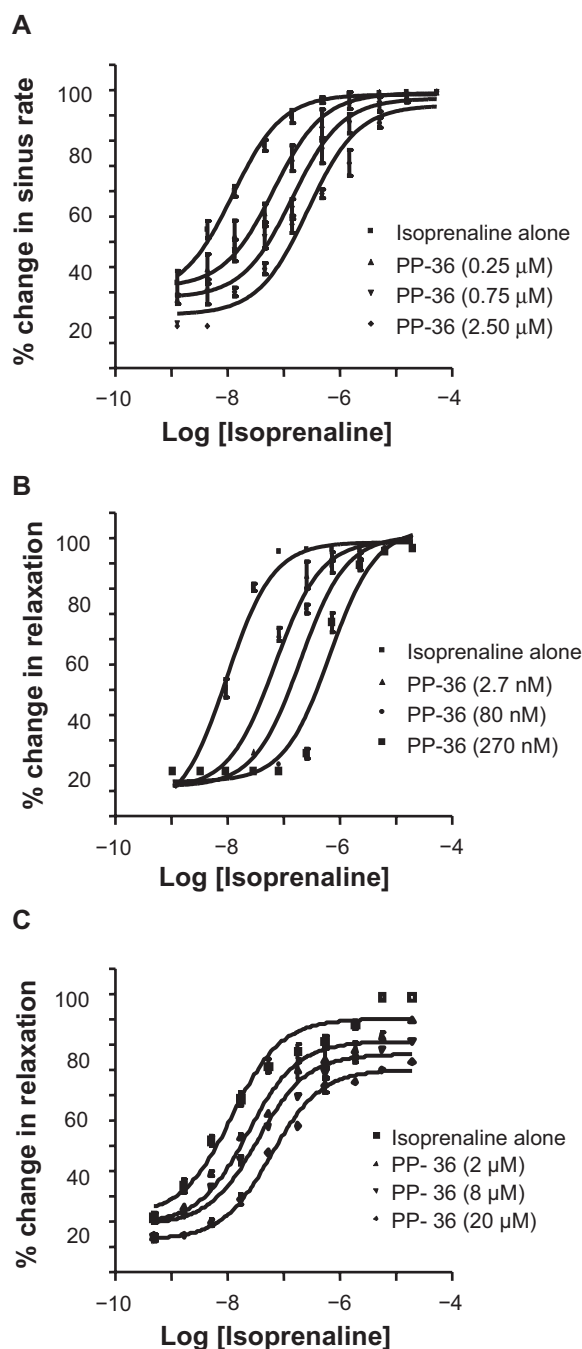 A
% change in sinus rate
100
80
60
40
20
Isoprenaline alone
PP-36 (0.25 µM)
PP-36 (0.75 µM)
PP-36 (2.50 µM)
−10
−8
−6
−4
Log [Isoprenaline]
B
% change in relaxation
100
80
60
40
20
Isoprenaline alone
PP-36 (2.7 nM)
PP-36 (80 nM)
PP-36 (270 nM)
−10
−8
−6
−4
Log [Isoprenaline]
C
% change in relaxation
100
80
60
40
20
Isoprenaline alone
PP- 36 (2 µM)
PP- 36 (8 µM)
PP- 36 (20 µM)
−10
−8
−6
−4
Log [Isoprenaline]